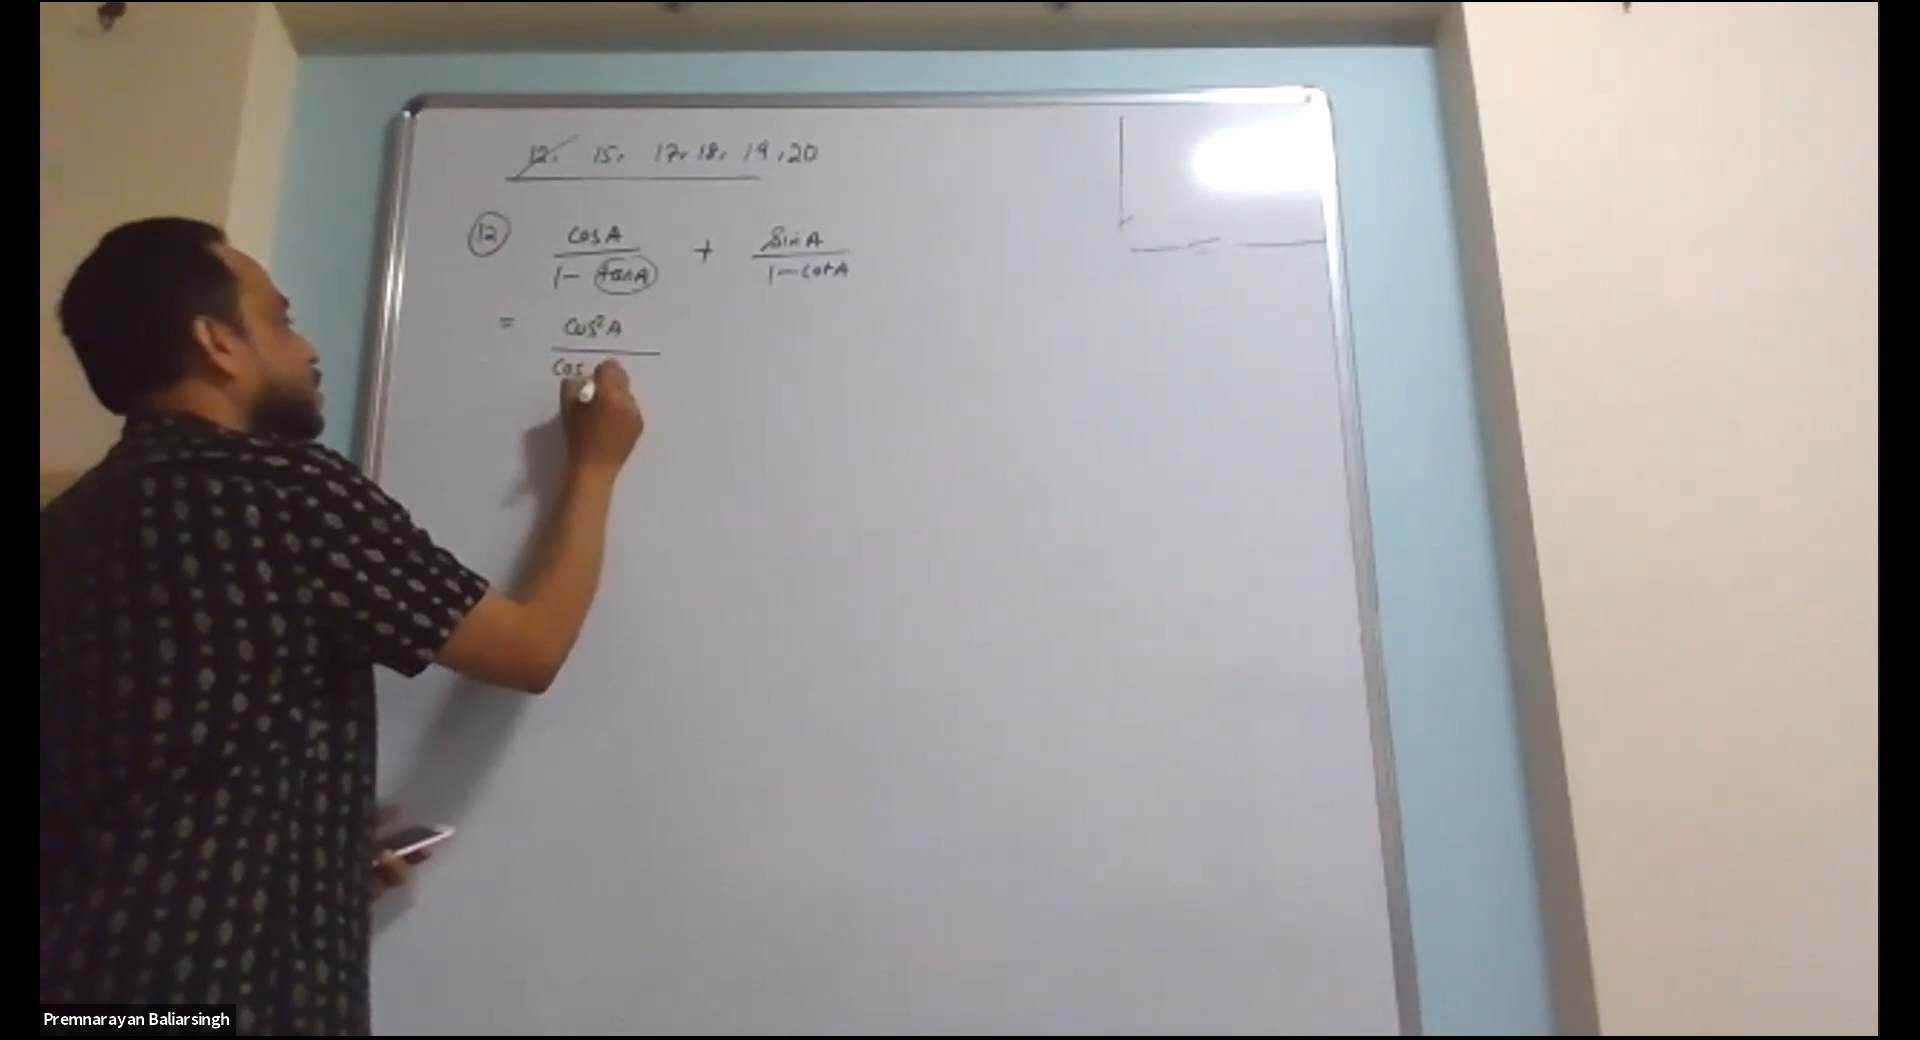 12, 15, 17, 18, 19, 20
12 cosA / 1 - tanA + sinA / 1 - cotA
= cos²A / cos
Premnarayan Baliarsingh